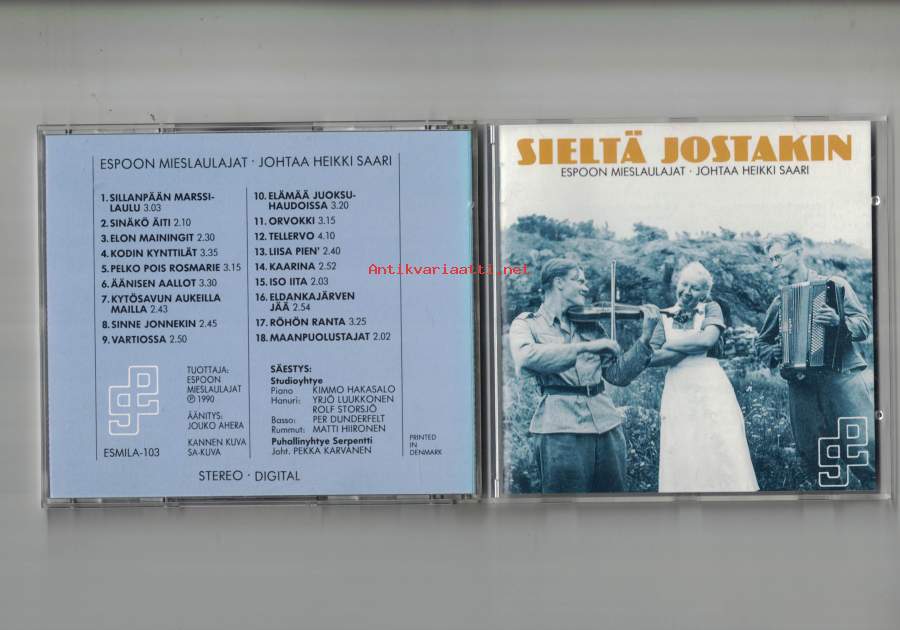 ESPOON MIESLAULAJAT · JOHTAA HEIKKI SAARI
1. SILLANPÄÄN MARSSI-
LAULU 3.03
2. SINÄKÖ ÄITI 2.10
3. ELON MAININGIT 2.30
4. KODIN KYNTTILÄT 3.35
5. PELKO POIS ROSMARIE 3.15
6. ÄÄNISEN AALLOT 3.30
7. KYTÖSAVUN AUKEILLA
MAILLA 2.43
8. SINNE JONNEKIN 2.45
9. VARTIOSSA 2.50
10. ELÄMÄÄ JUOKSU-
HAUDOISSA 3.20
11. ORVOKKI 3.15
12. TELLERVO 4.10
13. LIISA PIEN' 2.40
14. KAARINA 2.52
15. ISO IITA 2.03
16. ELDANKAJÄRVEN
JÄÄ 2.54
17. RÖHÖN RANTA 3.25
18. MAANPUOLUSTAJAT 2.02
TUOTTAJA:
ESPOON
MIESLAULAJAT
℗ 1990
ÄÄNITYS:
JOUKO AHERA
KANNEN KUVA
SA-KUVA
ESMILA-103
SÄESTYS:
Studioyhtye
Piano KIMMO HAKASALO
Hanuri: YRJÖ LUUKKONEN
ROLF STORSJÖ
Basso: PER DUNDERFELT
Rummut: MATTI HIIRONEN
Puhallinyhtye Serpentti
Joht. PEKKA KARVANEN
PRINTED
IN
DENMARK
STEREO · DIGITAL
SIELTÄ JOSTAKIN
ESPOON MIESLAULAJAT · JOHTAA HEIKKI SAARI
Antikvariaatti.net